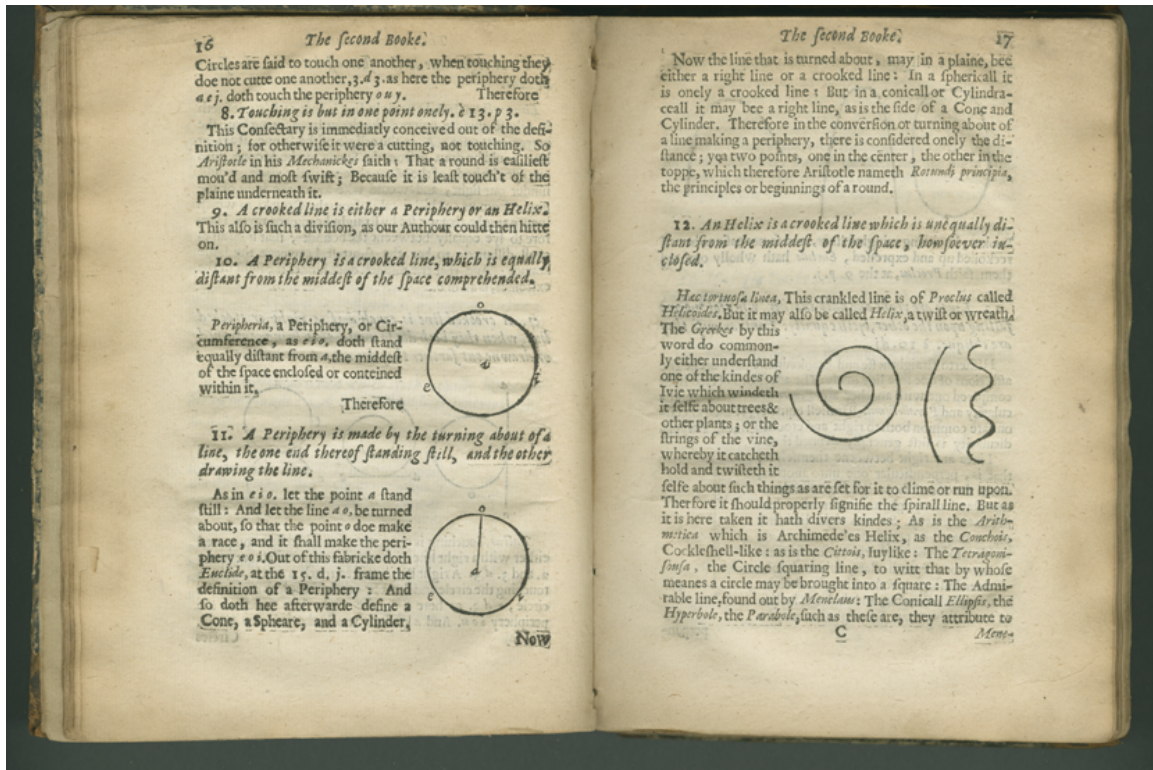 16 The ſecond Booke.
Circles are ſaid to touch one another, when touching they
doe not cutte one another, 3. d 3. as here the periphery doth
a e j. doth touch the periphery o u y. Therefore
8. Touching is but in one point onely. è 13. p 3.
This Conſectary is immediatly conceived out of the defi-
nition; for otherwiſe it were a cutting, not touching. So
Ariſtotle in his Mechanickes ſaith: That a round is eaſilieſt
mou'd and moſt ſwift; Becauſe it is leaſt touch't of the
plaine underneath it.
9. A crooked line is either a Periphery or an Helix.
This alſo is ſuch a diviſion, as our Authour could then hitte
on.
10. A Periphery is a crooked line, which is equally
diſtant from the middeſt of the ſpace comprehended.
Peripheria, a Periphery, or Cir-
cumference, as e i o. doth ſtand
equally diſtant from a, the middeſt
of the ſpace encloſed or conteined
within it,
Therefore
o
a
e
i
11. A Periphery is made by the turning about of a
line, the one end thereof ſtanding ſtill, and the other
drawing the line.
As in e i o. let the point a ſtand
ſtill: And let the line a o, be turned
about, ſo that the point o doe make
a race, and it ſhall make the peri-
phery e o i. Out of this fabricke doth
Euclide, at the 15. d. j. frame the
definition of a Periphery: And
ſo doth hee afterwarde define a
Cone, a Spheare, and a Cylinder,
o
a
e
i
Now
The ſecond Booke. 17
Now the line that is turned about, may in a plaine, bee
either a right line or a crooked line: In a ſphericall it
is onely a crooked line: But in a conicall or Cylindra-
ceall it may bee a right line, as is the ſide of a Cone and
Cylinder. Therefore in the converſion or turning about of
a line making a periphery, there is conſidered onely the di-
ſtance; yea two points, one in the center, the other in the
toppe, which therefore Ariſtotle nameth Rotundi principia,
the principles or beginnings of a round.
12. An Helix is a crooked line which is unequally di-
ſtant from the middeſt of the ſpace, howſoever in-
cloſed.
Hæc tortuoſa linea, This crankled line is of Proclus called
Helicoides. But it may alſo be called Helix, a twiſt or wreath.
The Greekes by this
word do common-
ly either underſtand
one of the kindes of
Ivie which windeth
it ſelfe about trees &
other plants; or the
ſtrings of the vine,
whereby it catcheth
hold and twiſteth it
ſelfe about ſuch things as are ſet for it to clime or run upon.
Therfore it ſhould properly ſignifie the ſpirall line. But as
it is here taken it hath divers kindes; As is the Arith-
metica which is Archimede'es Helix, as the Conchois,
Cockleſhell-like: as is the Cittois, Iuylike: The Tetragoni-
ſouſa, the Circle ſquaring line, to witt that by whoſe
meanes a circle may be brought into a ſquare: The Admi-
rable line, found out by Menelaus: The Conicall Ellipſis, the
Hyperbole, the Parabole, ſuch as theſe are, they attribute to
C Mene-